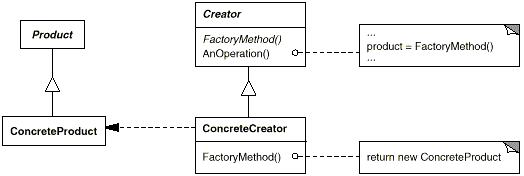 Creator
Product
FactoryMethod()
AnOperation()
...
product = FactoryMethod()
...
ConcreteProduct
ConcreteCreator
FactoryMethod()
return new ConcreteProduct